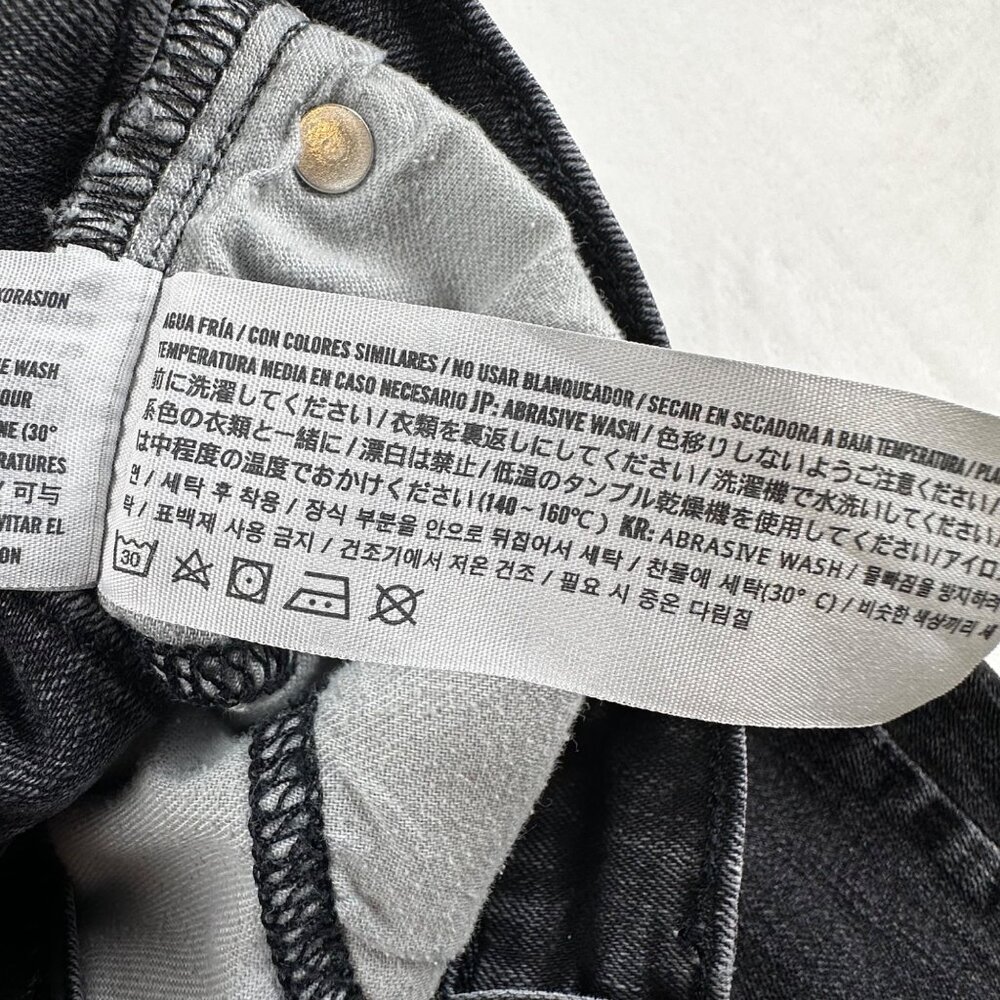 KORASJON
E WASH
OUR
NE (30°
RATURES
/ 可与
VITAR EL
ON
AGUA FRÍA / CON COLORES SIMILARES / NO USAR BLANQUEADOR / SECAR EN SECADORA A BAJA TEMPERATURA / PLA
TEMPERATURA MEDIA EN CASO NECESARIO JP: ABRASIVE WASH / 色移りしないようご注意ください/
前に洗濯してください/衣類を裏返しにしてください/洗濯機で水洗いしてください/
系色の衣類と一緒に/漂白は禁止/低温のタンブル乾燥機を使用してください/アイロ
は中程度の温度でおかけください(140~160℃) KR: ABRASIVE WASH / 물빠짐을 방지하려
면 / 세탁 후 착용 / 장식 부분을 안으로 뒤집어서 세탁 / 찬물에 세탁(30° C) / 비슷한 색상끼리 세
탁 / 표백제 사용 금지 / 건조기에서 저온 건조 / 필요 시 중온 다림질
30